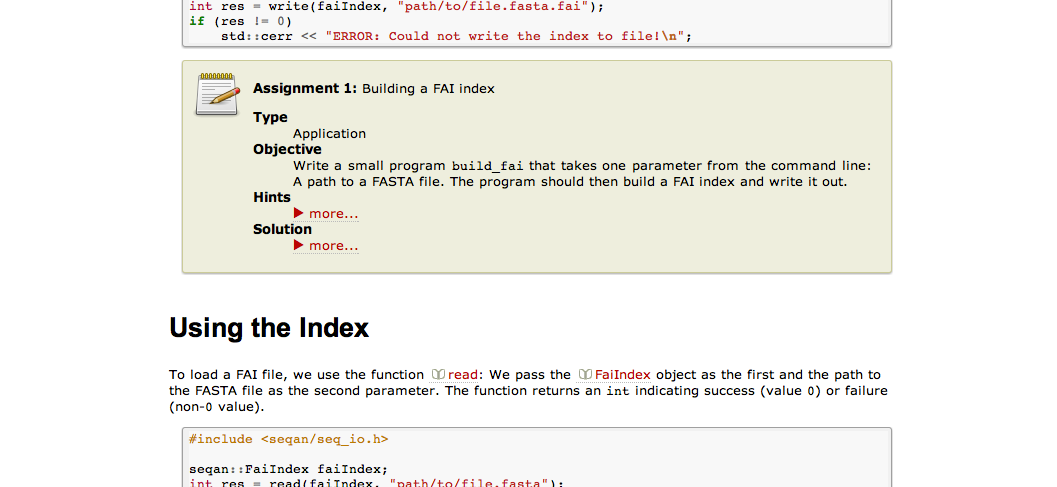 int res = write(faiIndex, "path/to/file.fasta.fai");
if (res != 0)
    std::cerr << "ERROR: Could not write the index to file!\n";
Assignment 1: Building a FAI index
Type
Application
Objective
Write a small program build_fai that takes one parameter from the command line:
A path to a FASTA file. The program should then build a FAI index and write it out.
Hints
▶ more...
Solution
▶ more...
Using the Index
To load a FAI file, we use the function read: We pass the FaiIndex object as the first and the path to
the FASTA file as the second parameter. The function returns an int indicating success (value 0) or failure
(non-0 value).
#include <seqan/seq_io.h>
seqan::FaiIndex faiIndex;
int res = read(faiIndex, "path/to/file.fasta");